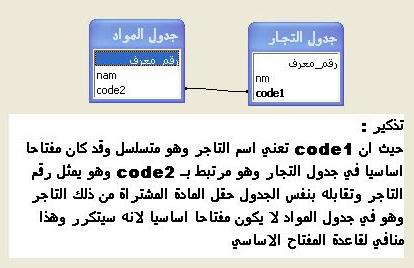 جدول المواد
رقم_معرف
nam
code2
جدول التجار
رقم_معرف
nm
code1
تذكير :
حيث ان code1 تعني اسم التاجر وهو متسلسل وقد كان مفتاحا
اساسيا في جدول التجار وهو مرتبط بـ code2 وهو يمثل رقم
التاجر وتقابله بنفس الجدول حقل المادة المشتراة من ذلك التاجر
وهو في جدول المواد لا يكون مفتاحا اساسيا لانه سيتكرر وهذا
منافي لقاعدة المفتاح الاساسي